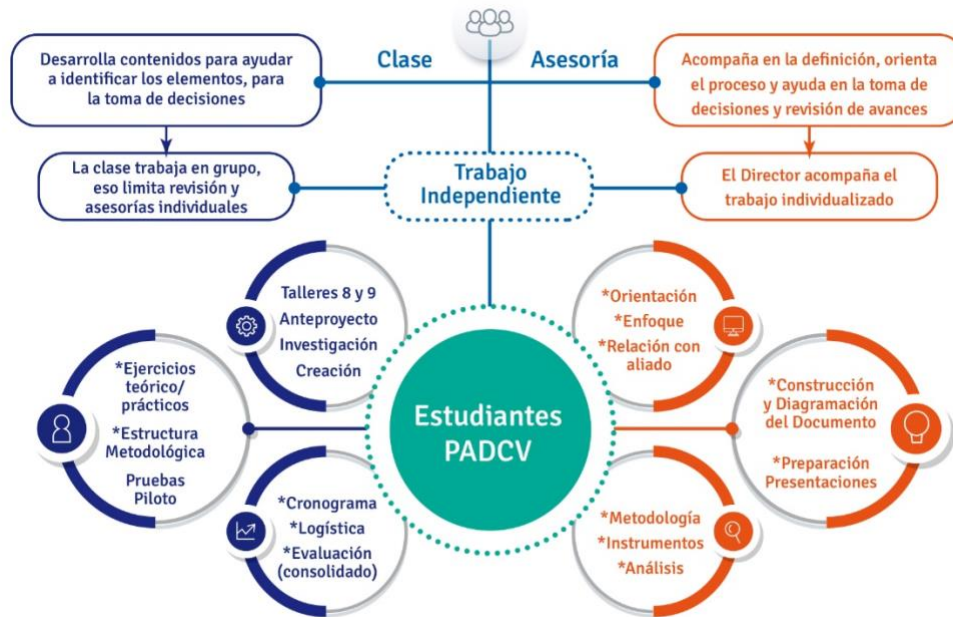 Clase
Asesoría
Desarrolla contenidos para ayudar
a identificar los elementos, para
la toma de decisiones
Acompaña en la definición, orienta
el proceso y ayuda en la toma de
decisiones y revisión de avances
La clase trabaja en grupo,
eso limita revisión y
asesorías individuales
Trabajo
Independiente
El Director acompaña el
trabajo individualizado
Talleres 8 y 9
Anteproyecto
Investigación
Creación
*Orientación
*Enfoque
*Relación con
aliado
*Ejercicios
teórico/
prácticos
*Estructura
Metodológica
Pruebas
Piloto
Estudiantes
PADCV
*Construcción
y Diagramación
del Documento
*Preparación
Presentaciones
*Cronograma
*Logística
*Evaluación
(consolidado)
*Metodología
*Instrumentos
*Análisis